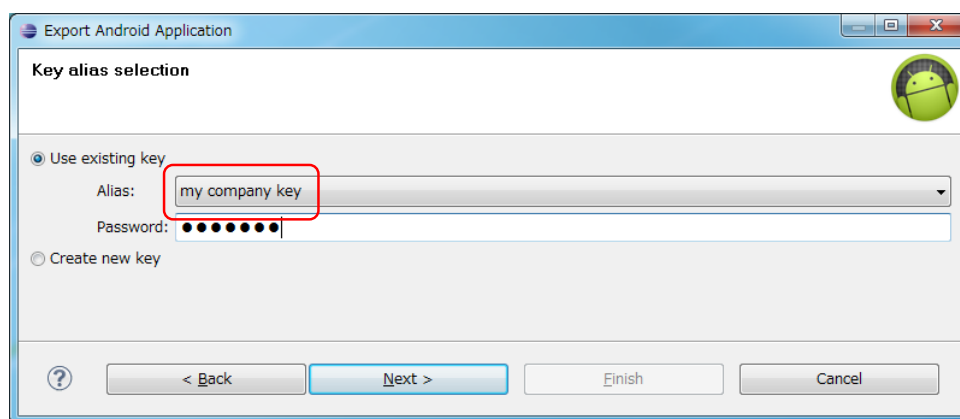 Export Android Application
Key alias selection
Use existing key
Alias: my company key
Password: ●●●●●●●
Create new key
? < Back Next > Finish Cancel